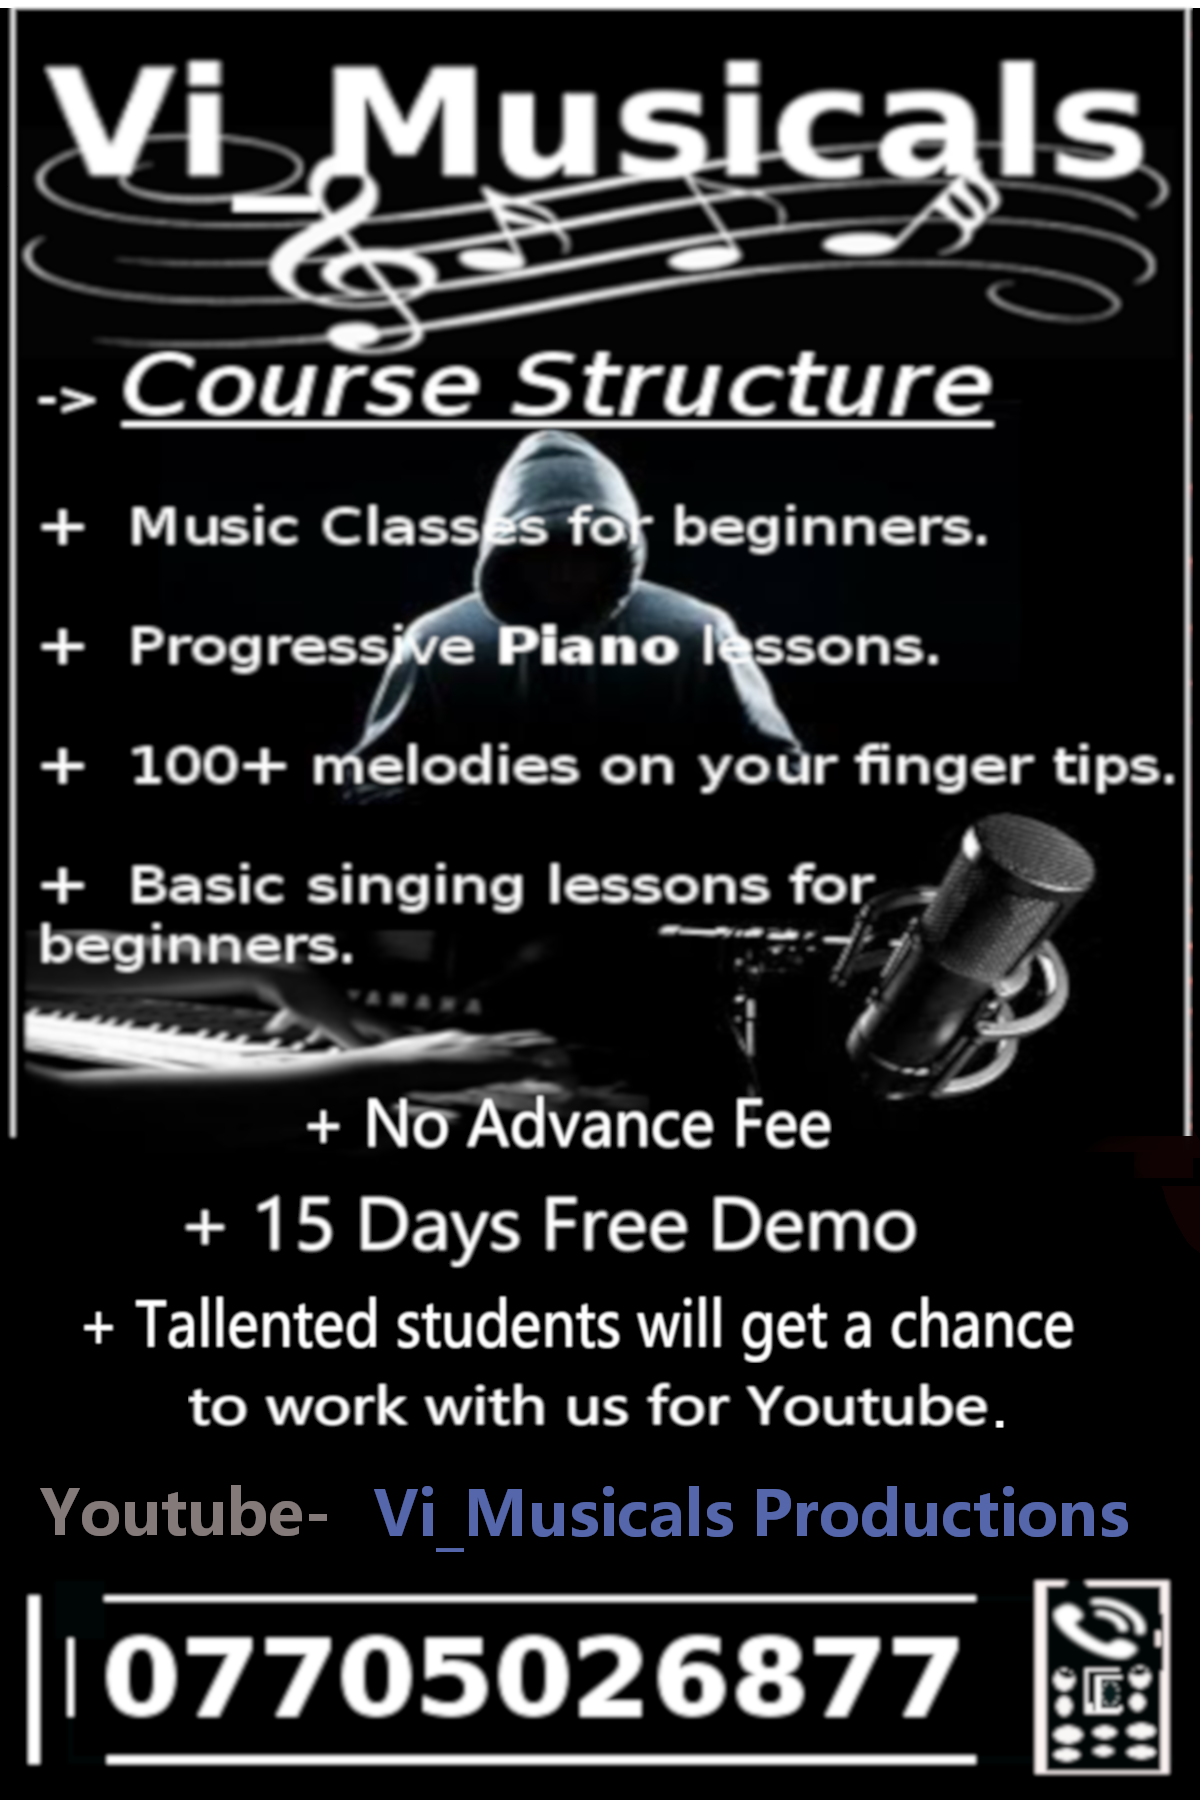 Vi_Musicals
-> Course Structure
+ Music Classes for beginners.
+ Progressive Piano lessons.
+ 100+ melodies on your finger tips.
+ Basic singing lessons for
beginners.
YAMAHA
+ No Advance Fee
+ 15 Days Free Demo
+ Tallented students will get a chance
to work with us for Youtube.
Youtube- Vi_Musicals Productions
07705026877